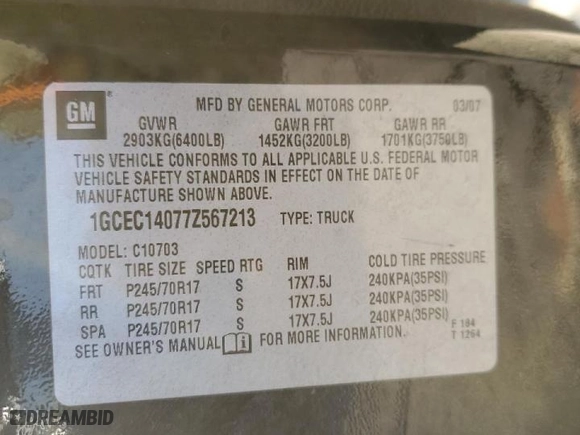 GM
MFD BY GENERAL MOTORS CORP. 03/07
GVWR GAWR FRT GAWR RR
2903KG(6400LB) 1452KG(3200LB) 1701KG(3750LB)
THIS VEHICLE CONFORMS TO ALL APPLICABLE U.S. FEDERAL MOTOR
VEHICLE SAFETY STANDARDS IN EFFECT ON THE DATE OF
MANUFACTURE SHOWN ABOVE.
1GCEC14077Z567213 TYPE: TRUCK
MODEL: C10703
CQTK TIRE SIZE SPEED RTG RIM COLD TIRE PRESSURE
FRT P245/70R17 S 17X7.5J 240KPA(35PSI)
RR P245/70R17 S 17X7.5J 240KPA(35PSI)
SPA P245/70R17 S 17X7.5J 240KPA(35PSI)
F 104
SEE OWNER'S MANUAL FOR MORE INFORMATION. T 1264
DREAMBID